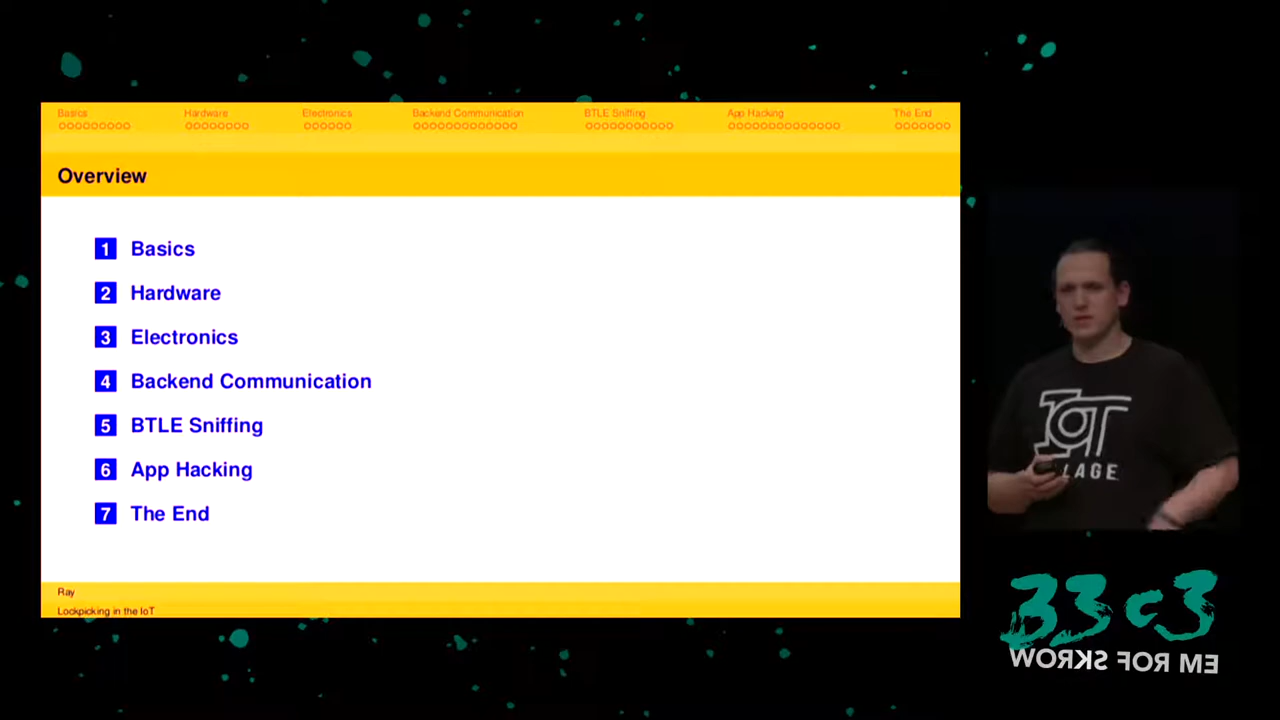 Basics Hardware Electronics Backend Communication BTLE Sniffing App Hacking The End
Overview
1 Basics
2 Hardware
3 Electronics
4 Backend Communication
5 BTLE Sniffing
6 App Hacking
7 The End
Ray
Lockpicking in the IoT
IoT
LAGE
33c3
WORKS FOR ME